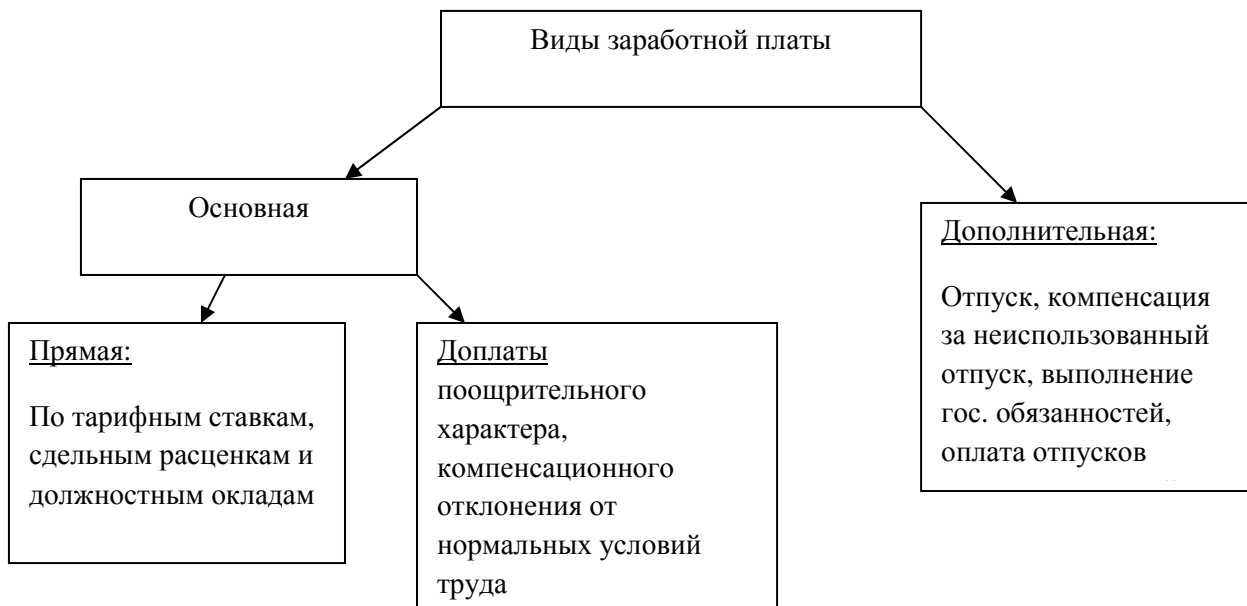 Виды заработной платы
Основная
Дополнительная:
Отпуск, компенсация
за неиспользованный
отпуск, выполнение
гос. обязанностей,
оплата отпусков
Прямая:
По тарифным ставкам,
сдельным расценкам и
должностным окладам
Доплаты
поощрительного
характера,
компенсационного
отклонения от
нормальных условий
труда